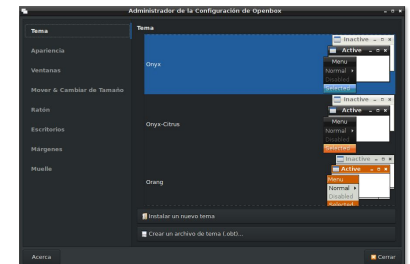 Administrador de la Configuración de Openbox
Tema
Apariencia
Ventanas
Mover & Cambiar de Tamaño
Ratón
Escritorios
Márgenes
Muelle
Tema
Onyx
Inactive
Active
Menu
Normal
Disabled
Selected
Onyx-Citrus
Inactive
Active
Menu
Normal
Disabled
Selected
Orang
Inactive
Active
Menu
Normal
Disabled
Selected
Instalar un nuevo tema
Crear un archivo de tema (.obt)...
Acerca
Cerrar